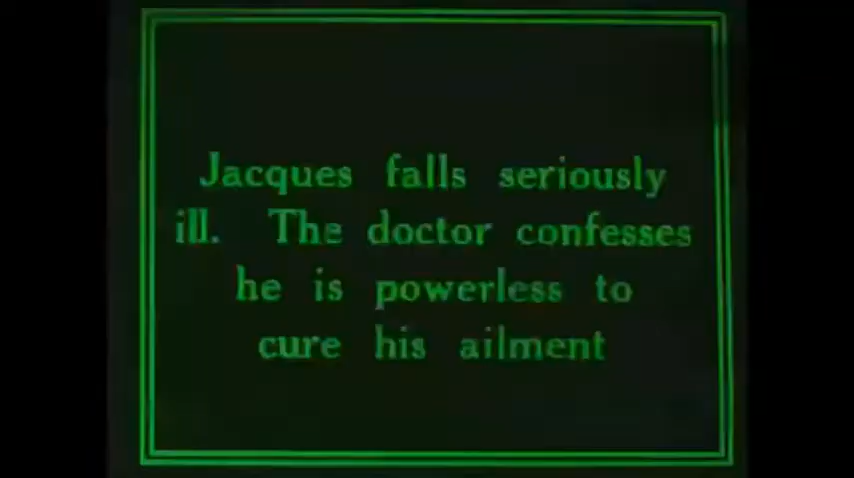 Jacques falls seriously
ill. The doctor confesses
he is powerless to
cure his ailment